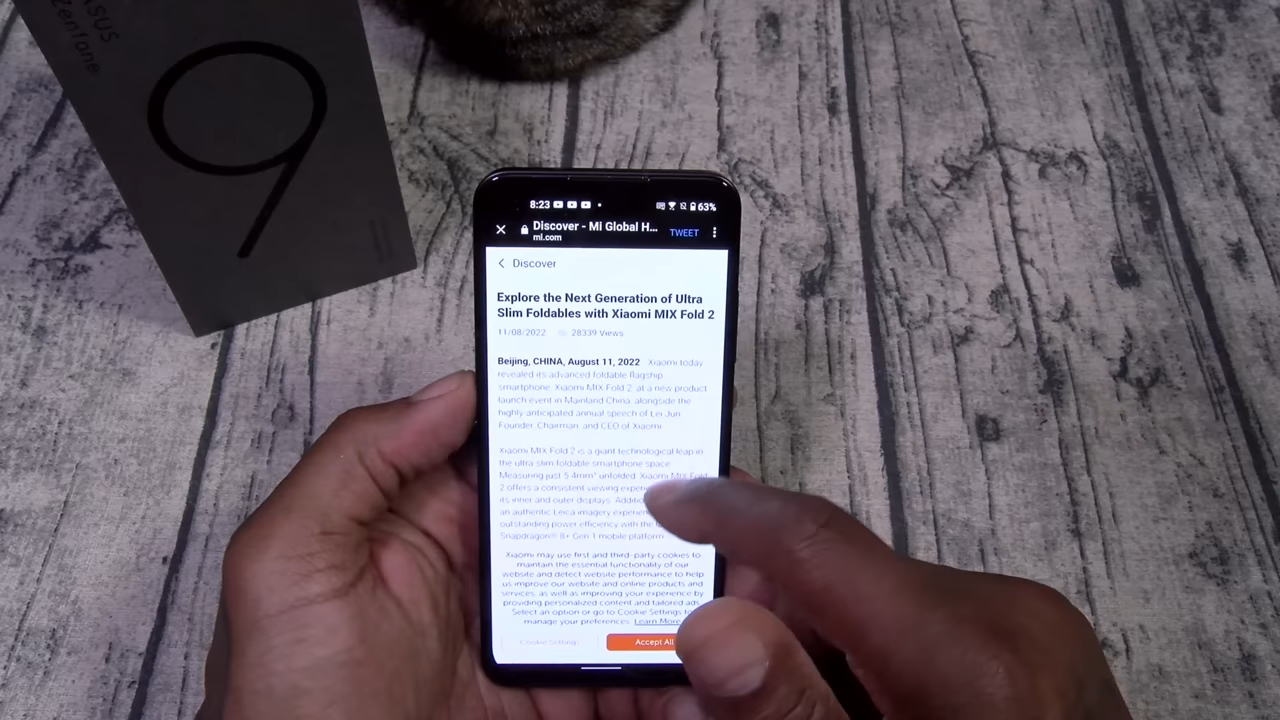 ASUS
Zenfone
9
8:23
63%
Discover - Mi Global H...
mi.com
TWEET
Discover
Explore the Next Generation of Ultra
Slim Foldables with Xiaomi MIX Fold 2
11/08/2022 28339 Views
Beijing, CHINA, August 11, 2022 Xiaomi today
revealed its advanced foldable flagship
smartphone, Xiaomi MIX Fold 2, at a new product
launch event in Mainland China, alongside the
highly anticipated annual speech of Lei Jun,
Founder, Chairman, and CEO of Xiaomi.
Xiaomi MIX Fold 2 is a giant technological leap in
the ultra slim foldable smartphone space.
Measuring just 5.4mm* unfolded, Xiaomi MIX Fold
2 offers a consistent viewing
its inner and outer displays.
an authentic Leica imagery
outstanding power efficiency with the
Snapdragon® 8+ Gen 1 mobile platform.
Xiaomi may use first and third-party cookies to
maintain the essential functionality of our
website and detect website performance to help
us improve our website and online products and
services, as well as improving your experience by
providing personalized content and tailored ads.
Select an option or go to Cookie Settings to
manage your preferences. Learn More
Cookie Settings Accept All